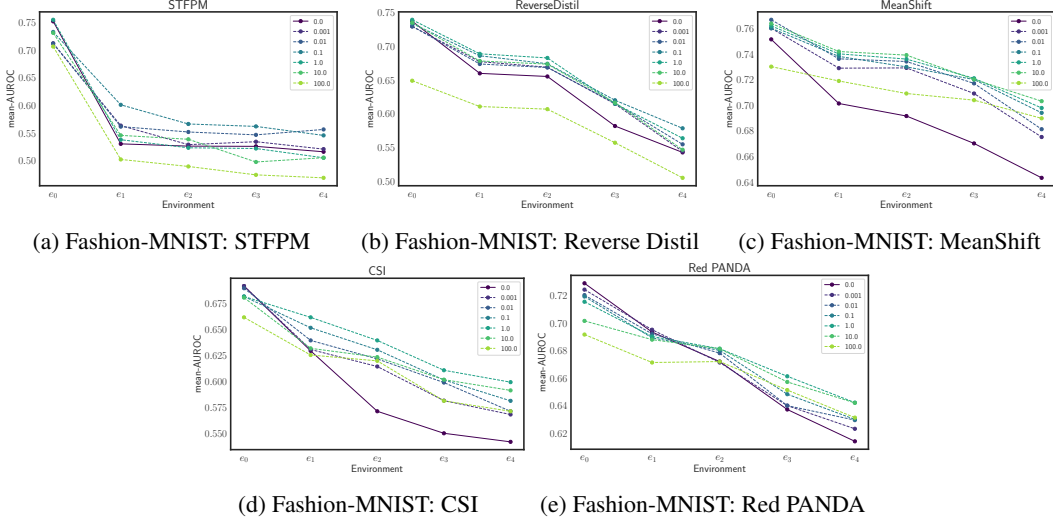 STFPM
mean-AUROC
0.75
0.70
0.65
0.60
0.55
0.50
0.0
0.001
0.01
0.1
1.0
10.0
100.0
e0 e1 e2 e3 e4
Environment
(a) Fashion-MNIST: STFPM
ReverseDistil
mean-AUROC
0.75
0.70
0.65
0.60
0.55
0.50
0.0
0.001
0.01
0.1
1.0
10.0
100.0
e0 e1 e2 e3 e4
Environment
(b) Fashion-MNIST: Reverse Distil
MeanShift
mean-AUROC
0.76
0.74
0.72
0.70
0.68
0.66
0.64
0.0
0.001
0.01
0.1
1.0
10.0
100.0
e0 e1 e2 e3 e4
Environment
(c) Fashion-MNIST: MeanShift
CSI
mean-AUROC
0.675
0.650
0.625
0.600
0.575
0.550
0.0
0.001
0.01
0.1
1.0
10.0
100.0
e0 e1 e2 e3 e4
Environment
(d) Fashion-MNIST: CSI
Red PANDA
mean-AUROC
0.72
0.70
0.68
0.66
0.64
0.62
0.0
0.001
0.01
0.1
1.0
10.0
100.0
e0 e1 e2 e3 e4
Environment
(e) Fashion-MNIST: Red PANDA